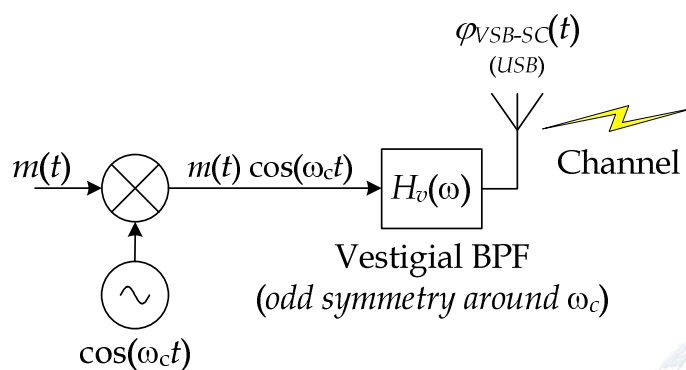 φVSB-SC(t)
(USB)
m(t)
m(t) cos(ωct)
Hv(ω)
Channel
Vestigial BPF
(odd symmetry around ωc)
cos(ωct)